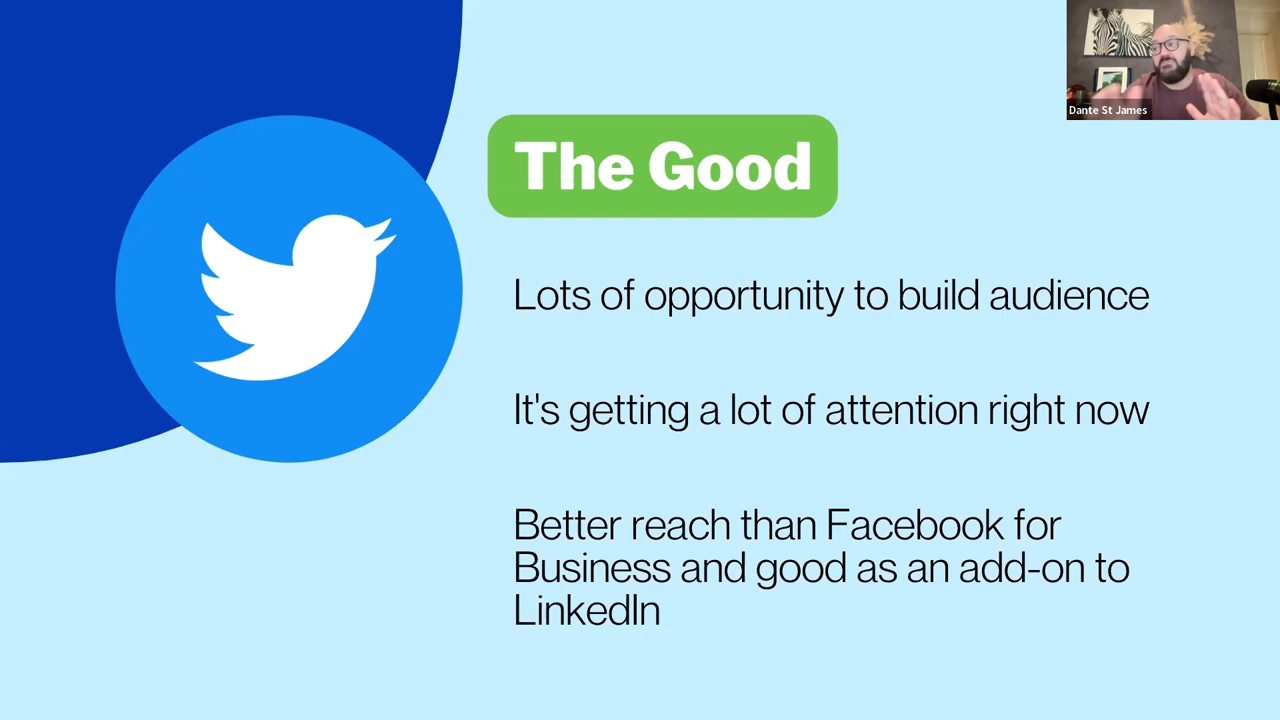 Dante St James
The Good
Lots of opportunity to build audience
It's getting a lot of attention right now
Better reach than Facebook for
Business and good as an add-on to
LinkedIn